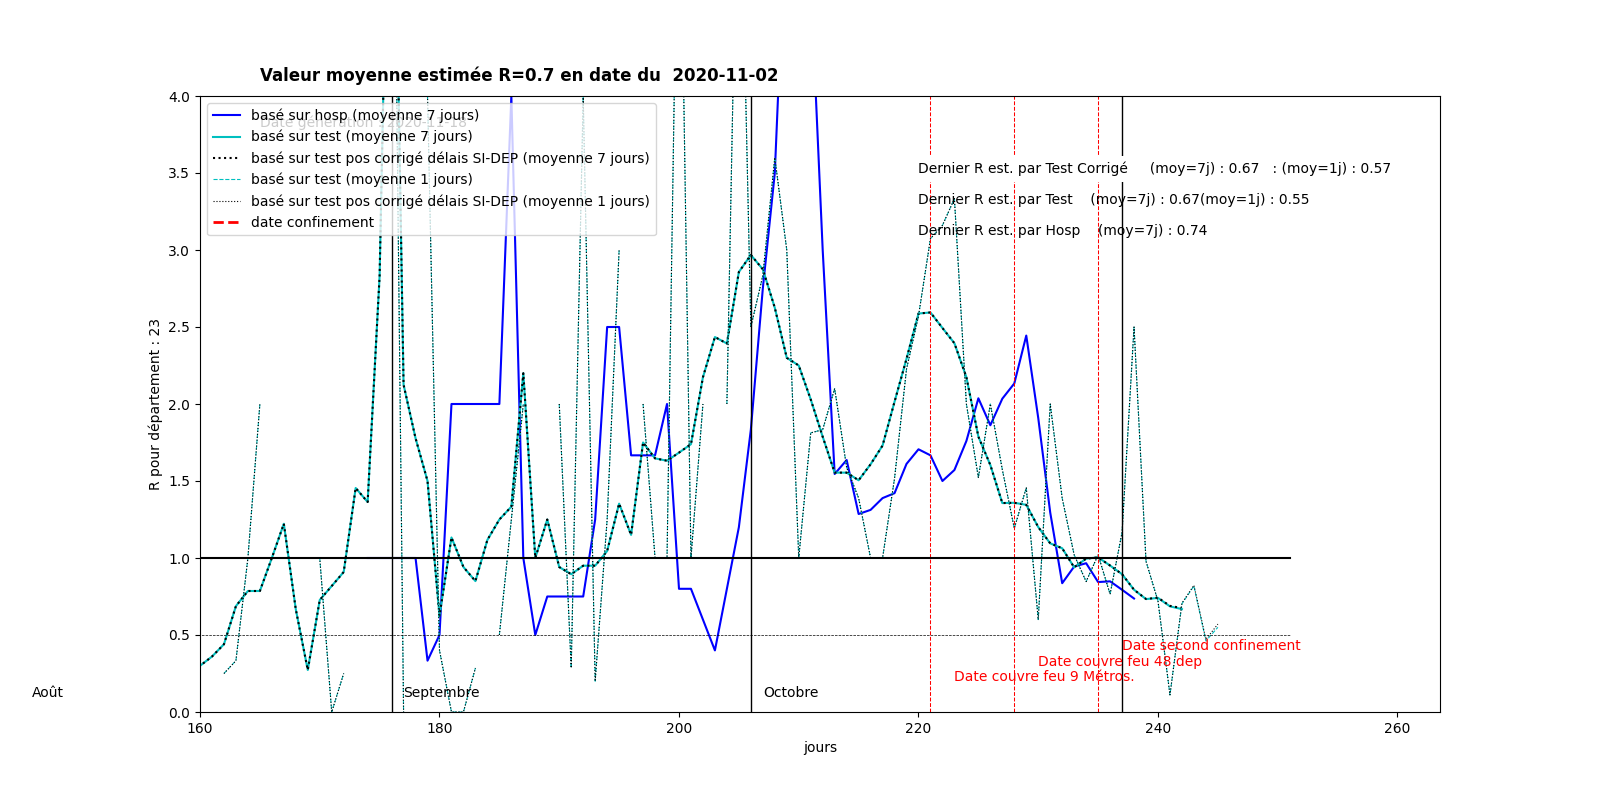 Valeur moyenne estimée R=0.7 en date du  2020-11-02
4.0
3.5
3.0
2.5
2.0
1.5
1.0
0.5
0.0
R pour département : 23
basé sur hosp (moyenne 7 jours)
Date génération : 2020-11-18
basé sur test (moyenne 7 jours)
basé sur test pos corrigé délais SI-DEP (moyenne 7 jours)
basé sur test (moyenne 1 jours)
basé sur test pos corrigé délais SI-DEP (moyenne 1 jours)
date confinement
Dernier R est. par Test Corrigé     (moy=7j) : 0.67   : (moy=1j) : 0.57
Dernier R est. par Test    (moy=7j) : 0.67(moy=1j) : 0.55
Dernier R est. par Hosp    (moy=7j) : 0.74
Date second confinement
Date couvre feu 48 dep
Date couvre feu 9 Métros.
Août
Septembre
Octobre
160
180
200
220
240
260
jours